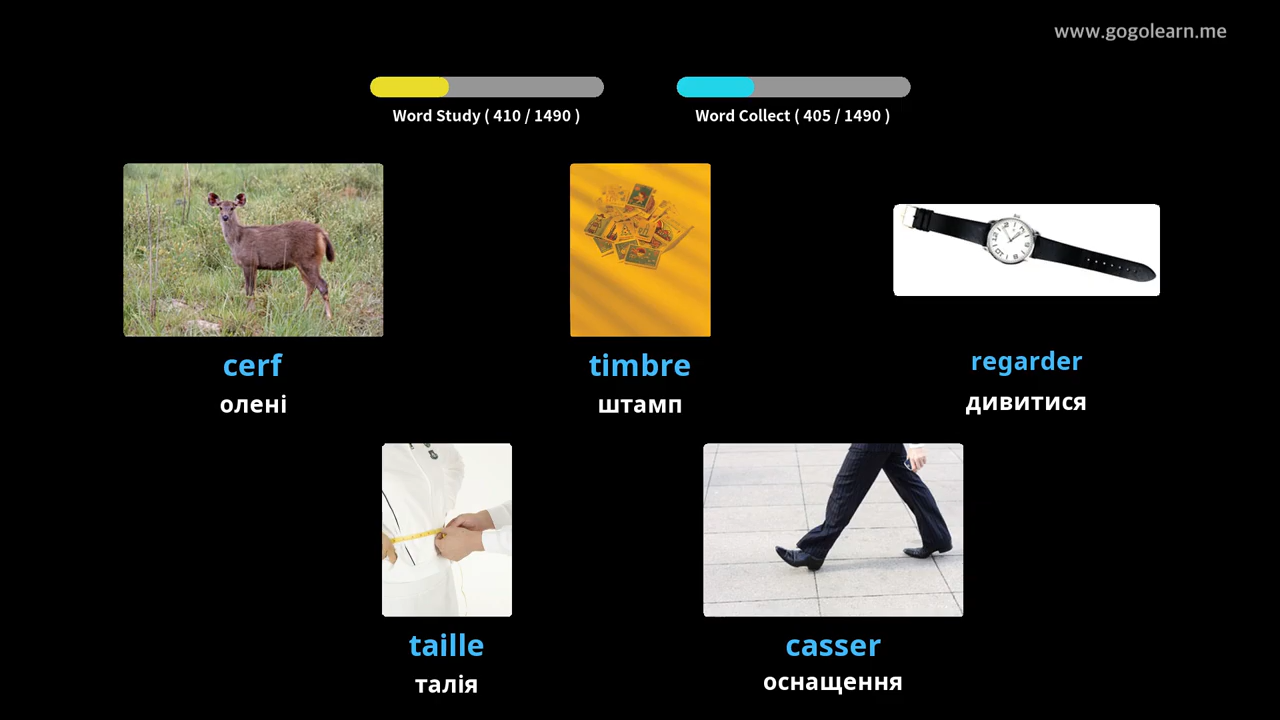 www.gogolearn.me
Word Study ( 410 / 1490 )
Word Collect ( 405 / 1490 )
cerf
олені
timbre
штамп
regarder
дивитися
taille
талія
casser
оснащення